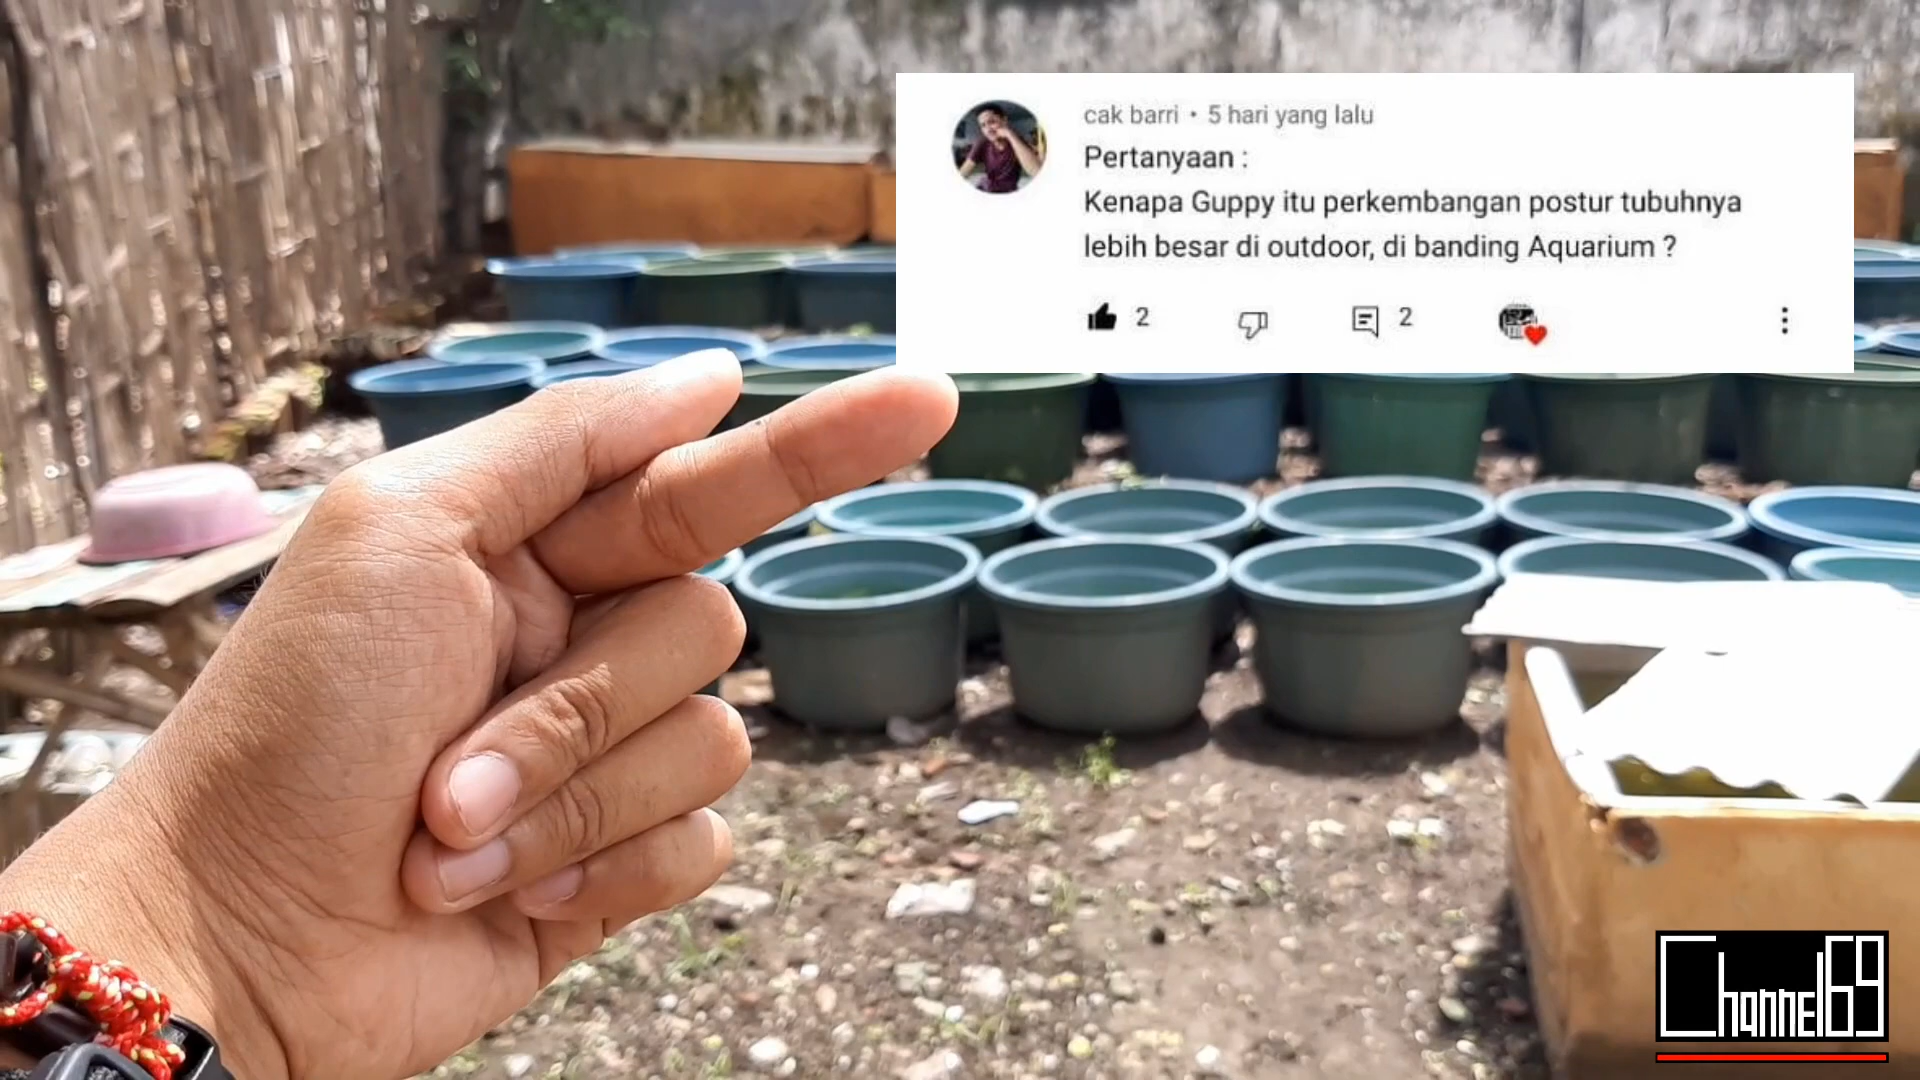 cak barri • 5 hari yang lalu
Pertanyaan :
Kenapa Guppy itu perkembangan postur tubuhnya
lebih besar di outdoor, di banding Aquarium ?
2
2
Channel69